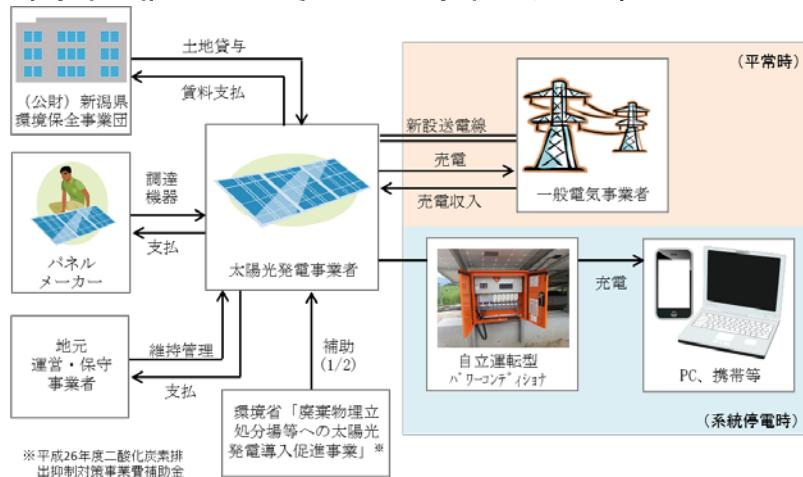 土地貸与
賃料支払
(公財)新潟県
環境保全事業団
調達
機器
支払
パネル
メーカー
太陽光発電事業者
地元
運営・保守
事業者
維持管理
支払
補助
(1/2)
環境省「廃棄物埋立
処分場等への太陽光
発電導入促進事業」※
※平成26年度二酸化炭素排
出抑制対策事業費補助金
(平常時)
新設送電線
売電
売電収入
一般電気事業者
自立運転型
パワーコンディショナ
充電
PC、携帯等
(系統停電時)